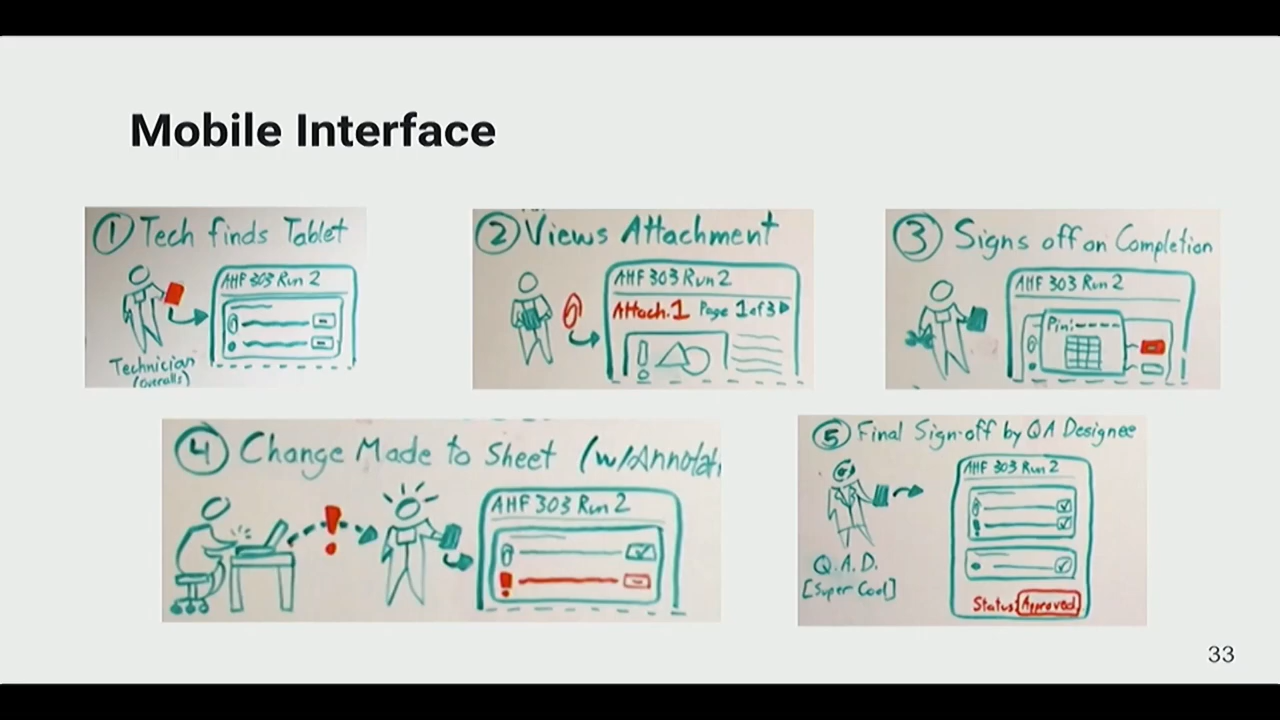 Mobile Interface
① Tech finds Tablet
AHF 303 Run 2
Technician
(overalls)
② Views Attachment
AHF 303 Run 2
Attach.1 Page 1 of 3
③ Signs off on Completion
AHF 303 Run 2
Pin:----
④ Change Made to Sheet (w/Annotat
AHF 303 Run 2
⑤ Final Sign-off by QA Designee
AHF 303 Run 2
Q.A.D.
[Super Cool]
Status: Approved
33